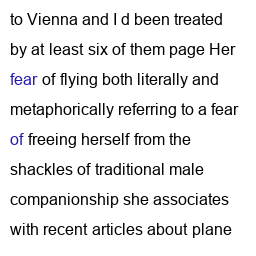 to Vienna and I d been treated
by at least six of them page Her
fear of flying both literally and
metaphorically referring to a fear
of freeing herself from the
shackles of traditional male
companionship she associates
with recent articles about plane